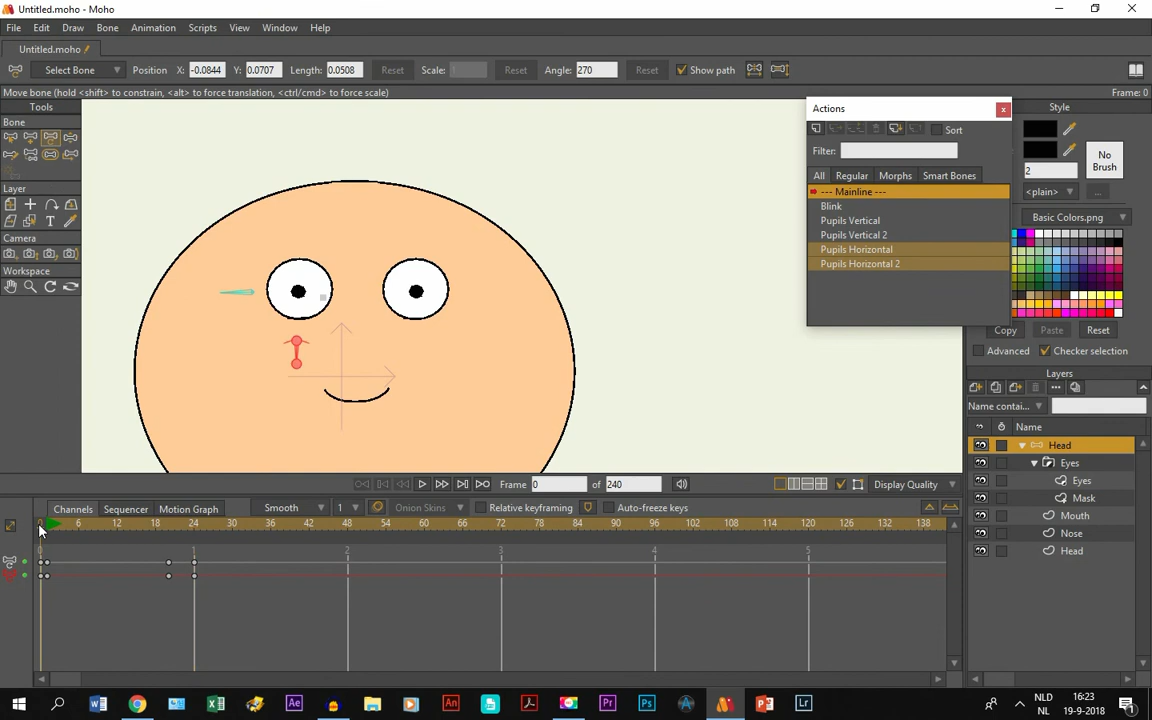 Untitled.moho - Moho
File Edit Draw Bone Animation Scripts View Window Help
Untitled.moho
Select Bone Position X: -0.0844 Y: 0.0707 Length: 0.0508 Reset Scale: 1 Reset Angle: 270 Reset Show path
Move bone (hold <shift> to constrain, <alt> to force translation, <ctrl/cmd> to force scale) Frame: 0
Tools
Bone
Layer
Camera
Workspace
Actions
Sort
Filter:
All Regular Morphs Smart Bones
--- Mainline ---
Blink
Pupils Vertical
Pupils Vertical 2
Pupils Horizontal
Pupils Horizontal 2
Style
No
Brush
2
<plain> ...
Basic Colors.png
Copy Paste Reset
Advanced Checker selection
Layers
Name contai...
Name
Head
Eyes
Eyes
Mask
Mouth
Nose
Head
Frame 0 of 240 Display Quality
Channels Sequencer Motion Graph Smooth 1 Onion Skins Relative keyframing Auto-freeze keys
0 6 12 18 24 30 36 42 48 54 60 66 72 78 84 90 96 102 108 114 120 126 132 138
0 1 2 3 4 5
W X Ae An Pr Ps Lr
NLD
NL
16:23
19-9-2018
1